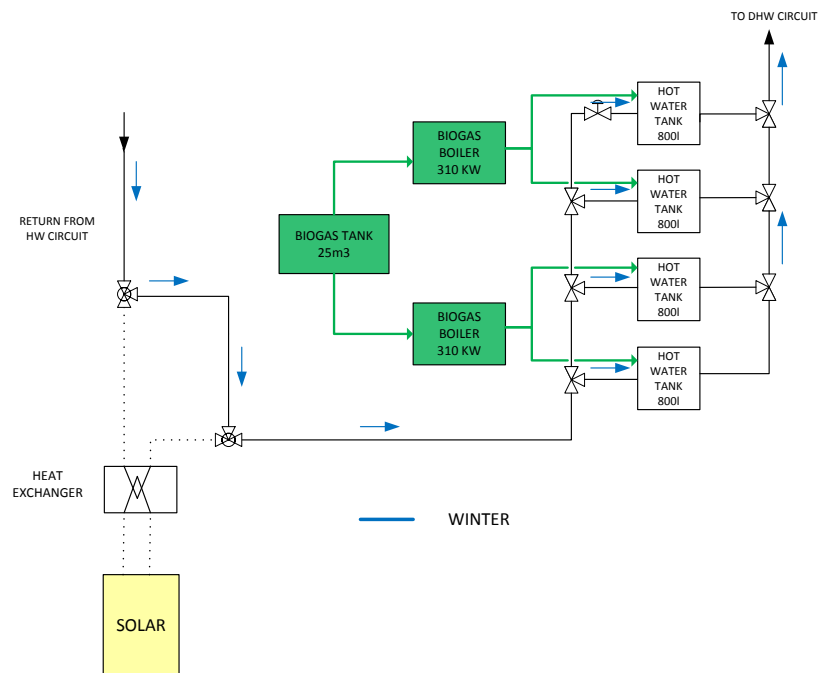 TO DHW CIRCUIT
HOT
WATER
TANK
800l
BIOGAS
BOILER
310 KW
HOT
WATER
TANK
800l
RETURN FROM
HW CIRCUIT
BIOGAS TANK
25m3
HOT
WATER
TANK
800l
BIOGAS
BOILER
310 KW
HOT
WATER
TANK
800l
HEAT
EXCHANGER
WINTER
SOLAR